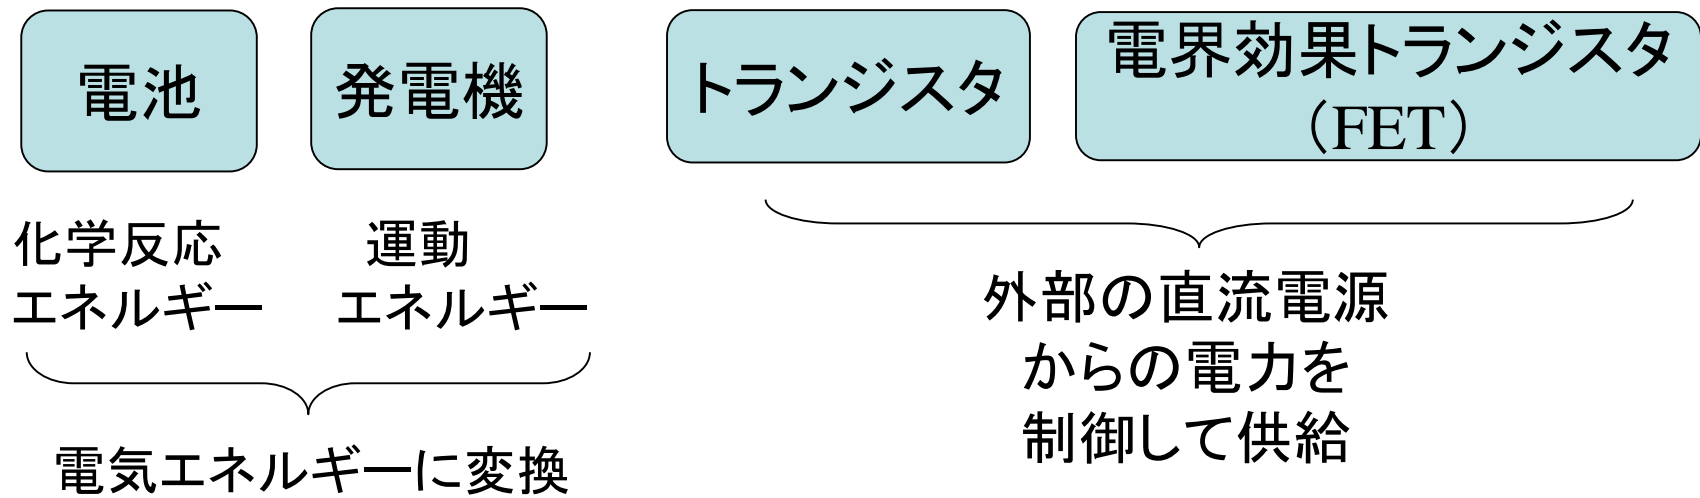 電池
発電機
トランジスタ
電界効果トランジスタ
（FET）
化学反応
エネルギー
運動
エネルギー
電気エネルギーに変換
外部の直流電源
からの電力を
制御して供給